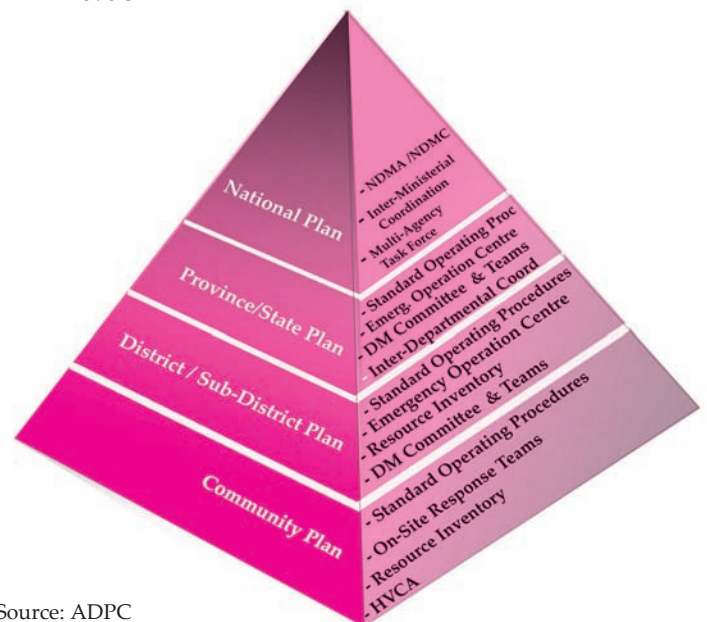 National Plan
- NDMA /NDMC
- Inter-Ministerial
Coordination
- Multi-Agency
Task Force
Province/State Plan
- Standard Operating Proc
- Emerg. Operation Centre
- DM Committee & Teams
- Inter-Departmental Coord
District / Sub-District Plan
- Standard Operating Procedures
- Emergency Operation Centre
- Resource Inventory
- DM Committee & Teams
Community Plan
- Standard Operating Procedures
- On-Site Response Teams
- Resource Inventory
- HVCA
Source: ADPC